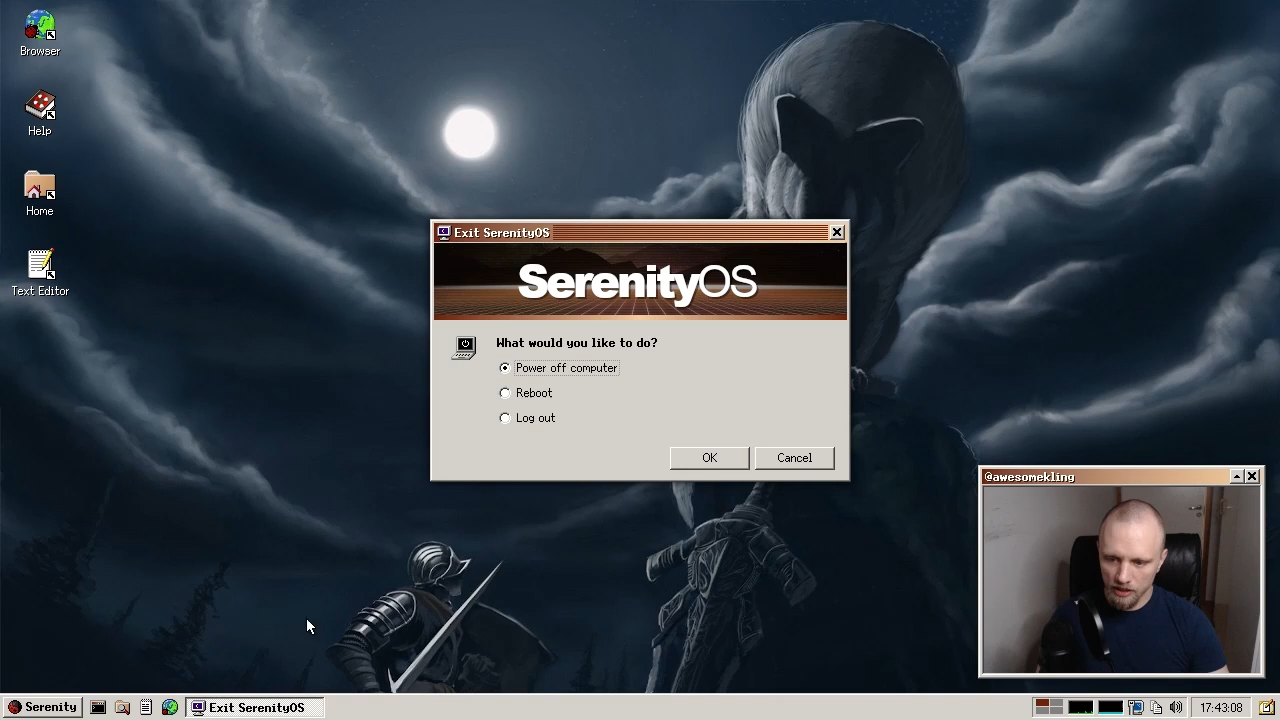 Browser
Help
Home
Text Editor
Exit SerenityOS
SerenityOS
What would you like to do?
Power off computer
Reboot
Log out
OK
Cancel
@awesomekling
Serenity
Exit SerenityOS
17:43:08